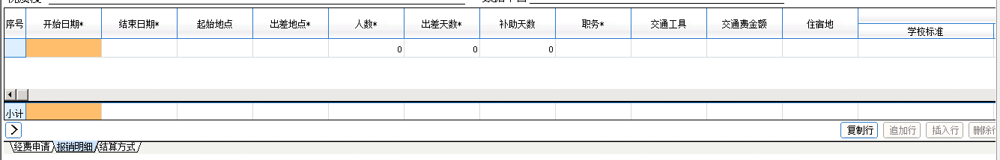 序号 开始日期* 结束日期* 起始地点 出差地点* 人数* 出差天数* 补助天数 职务* 交通工具 交通费金额 住宿地 学校标准
0 0 0
小计
复制行 追加行 插入行 删除行
经费申请 报销明细 结算方式